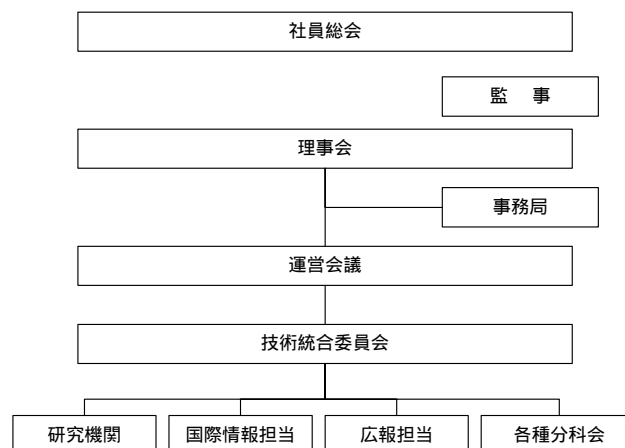 社員総会
監　事
理事会
事務局
運営会議
技術統合委員会
研究機関
国際情報担当
広報担当
各種分科会